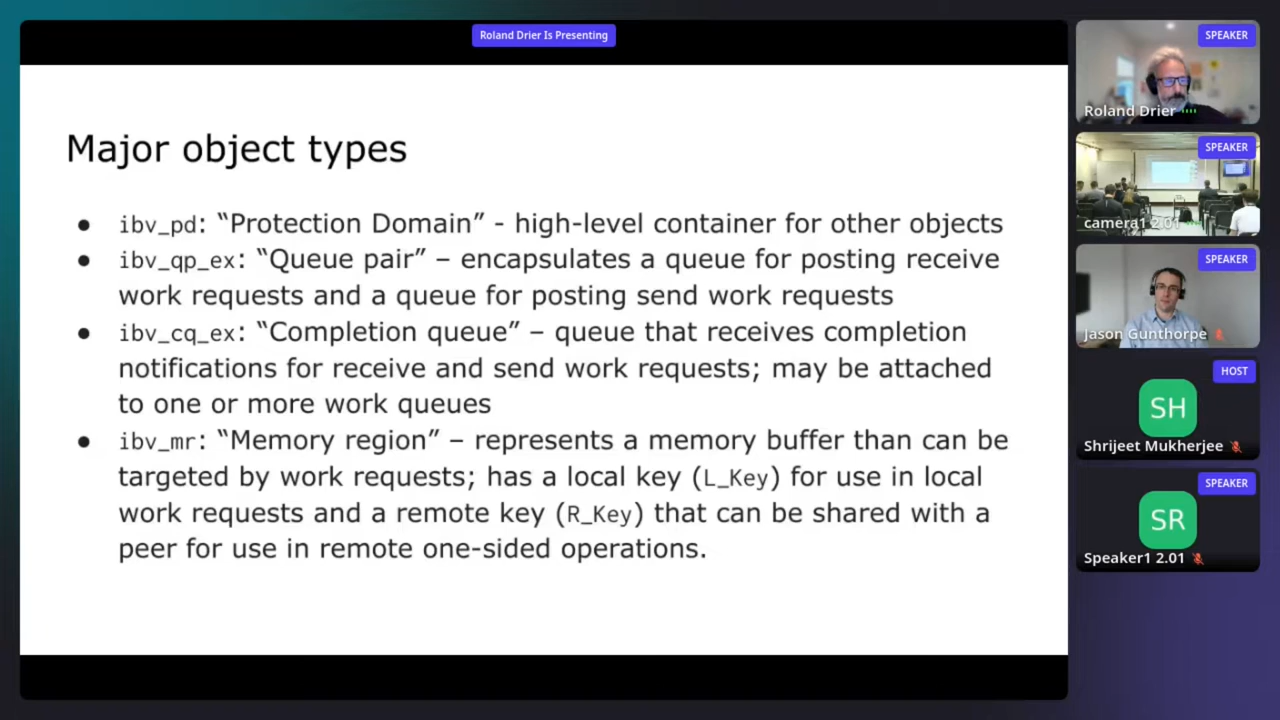 Roland Drier Is Presenting
Major object types
● ibv_pd: “Protection Domain” - high-level container for other objects
● ibv_qp_ex: “Queue pair” – encapsulates a queue for posting receive
work requests and a queue for posting send work requests
● ibv_cq_ex: “Completion queue” – queue that receives completion
notifications for receive and send work requests; may be attached
to one or more work queues
● ibv_mr: “Memory region” – represents a memory buffer than can be
targeted by work requests; has a local key (L_Key) for use in local
work requests and a remote key (R_Key) that can be shared with a
peer for use in remote one-sided operations.
SPEAKER
Roland Drier
SPEAKER
camera1 2.01
SPEAKER
Jason Gunthorpe
HOST
SH
Shrijeet Mukherjee
SPEAKER
SR
Speaker1 2.01